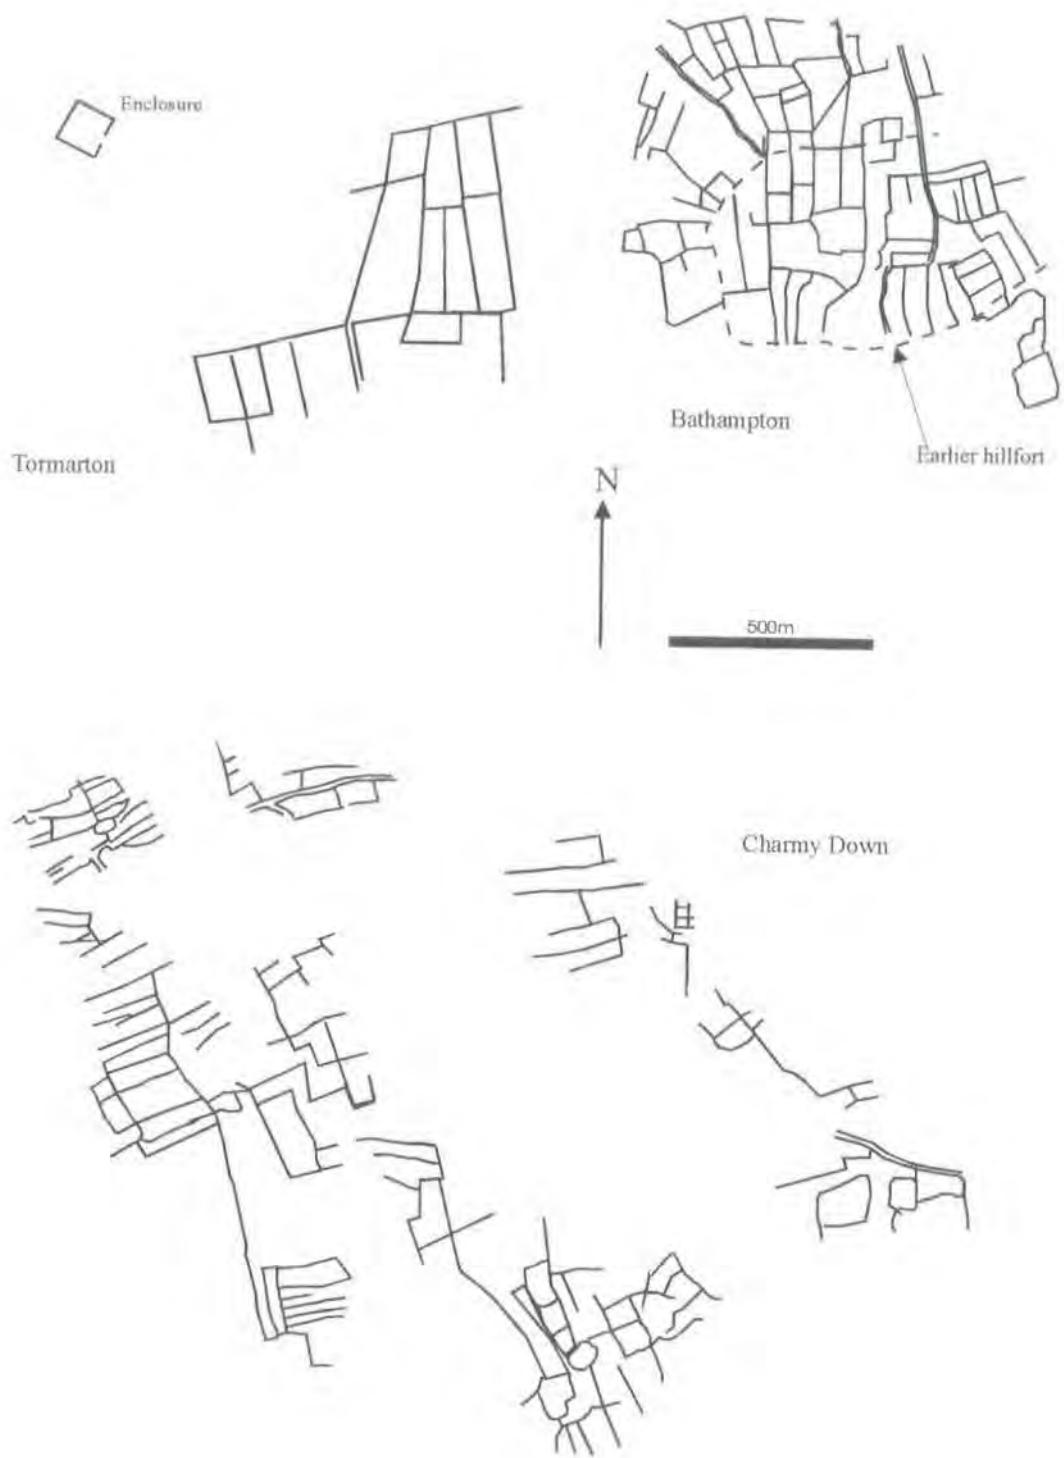 Enclosure
Bathampton
Earlier hillfort
Tormarton
N
500m
Charmy Down